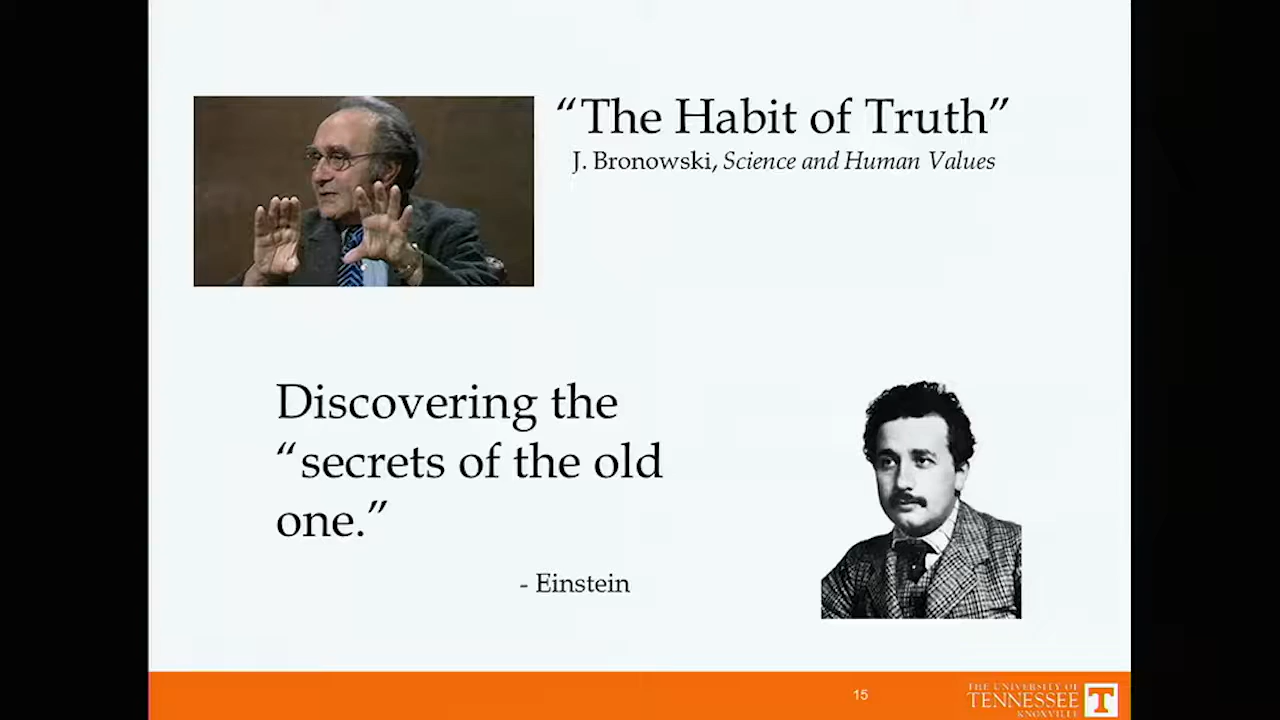 “The Habit of Truth”
J. Bronowski, Science and Human Values
Discovering the
“secrets of the old
one.”
- Einstein
15
THE UNIVERSITY OF
TENNESSEE
KNOXVILLE
T